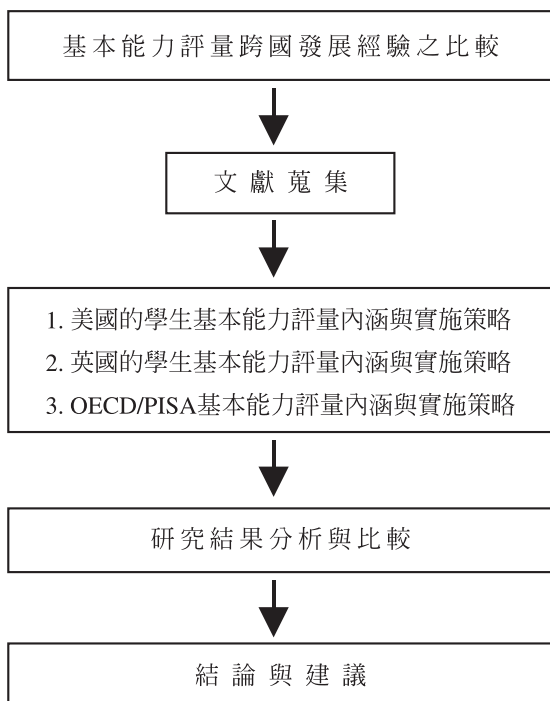 基本能力評量跨國發展經驗之比較
文獻蒐集
1. 美國的學生基本能力評量內涵與實施策略
2. 英國的學生基本能力評量內涵與實施策略
3. OECD/PISA基本能力評量內涵與實施策略
研究結果分析與比較
結論與建議